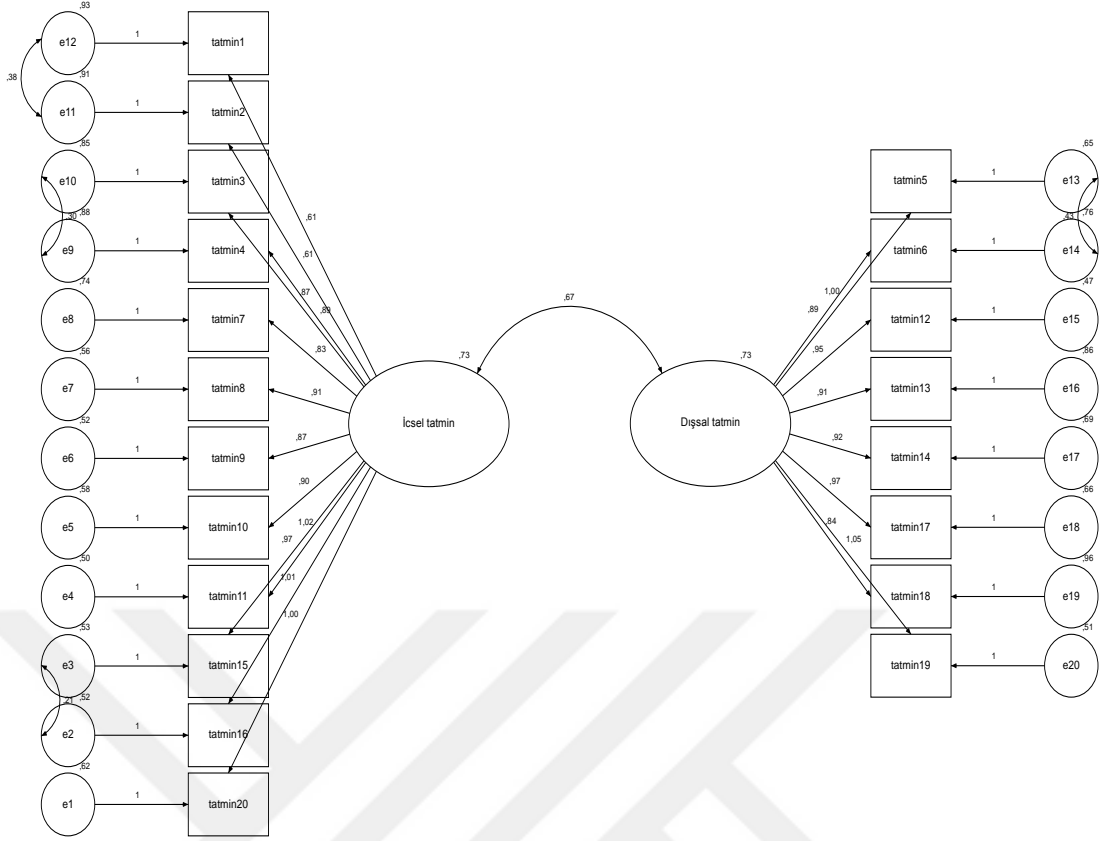 ,93
e12
1
tatmin1
,38
,91
e11
1
tatmin2
,85
e10
1
tatmin3
,30
,88
e9
1
tatmin4
,74
e8
1
tatmin7
,56
e7
1
tatmin8
,52
e6
1
tatmin9
,58
e5
1
tatmin10
,50
e4
1
tatmin11
,53
e3
1
tatmin15
,21
,52
e2
1
tatmin16
,62
e1
1
tatmin20
,61
,61
,87
,89
,83
,91
,87
,90
1,02
,97
1,01
1,00
,73
İcsel tatmin
,67
,73
Dışsal tatmin
1,00
,89
,95
,91
,92
,97
,84
1,05
tatmin5
1
,65
e13
tatmin6
1
,43
,76
e14
tatmin12
1
,47
e15
tatmin13
1
,86
e16
tatmin14
1
,69
e17
tatmin17
1
,66
e18
tatmin18
1
,96
e19
tatmin19
1
,51
e20